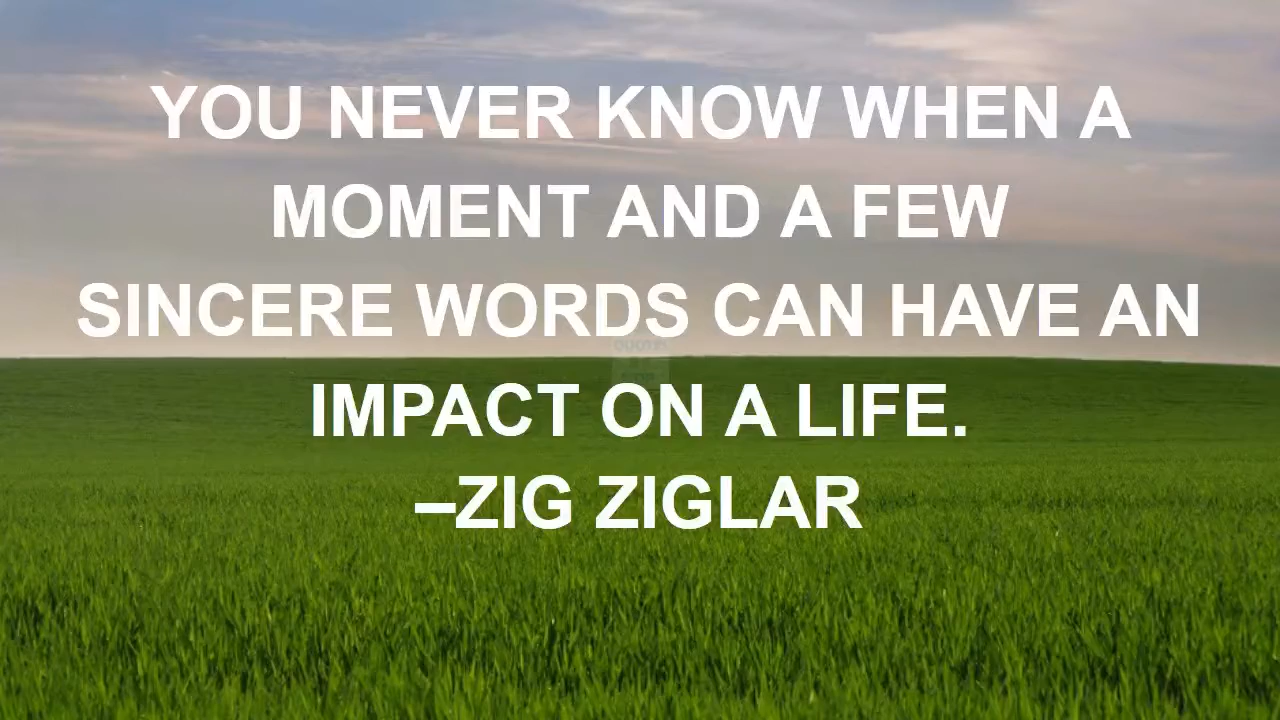 YOU NEVER KNOW WHEN A
MOMENT AND A FEW
SINCERE WORDS CAN HAVE AN
IMPACT ON A LIFE.
–ZIG ZIGLAR